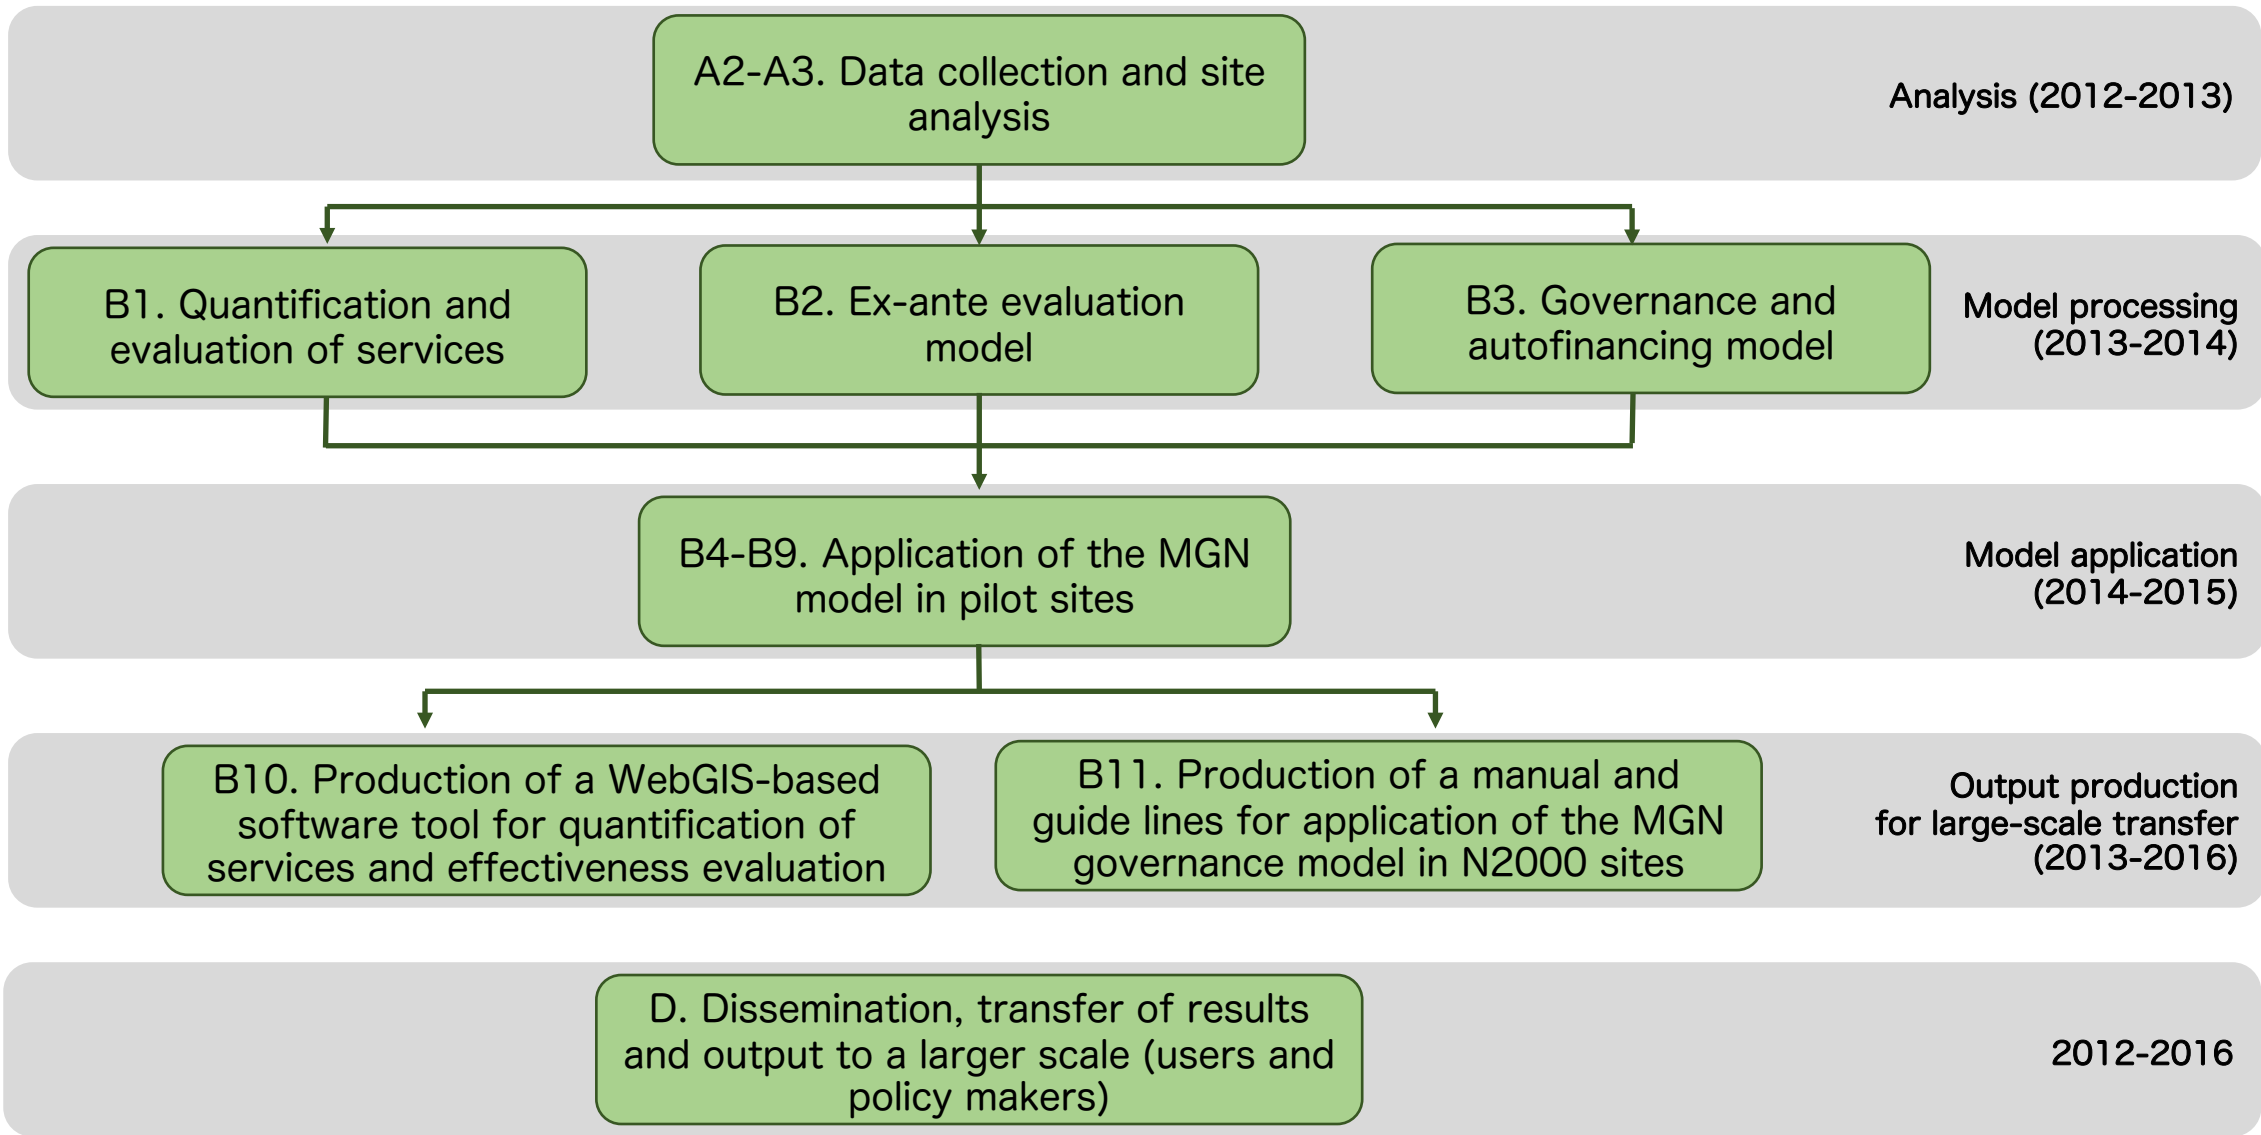 A2-A3. Data collection and site
analysis
Analysis (2012-2013)
B1. Quantification and
evaluation of services
B2. Ex-ante evaluation
model
B3. Governance and
autofinancing model
Model processing
(2013-2014)
B4-B9. Application of the MGN
model in pilot sites
Model application
(2014-2015)
B10. Production of a WebGIS-based
software tool for quantification of
services and effectiveness evaluation
B11. Production of a manual and
guide lines for application of the MGN
governance model in N2000 sites
Output production
for large-scale transfer
(2013-2016)
D. Dissemination, transfer of results
and output to a larger scale (users and
policy makers)
2012-2016